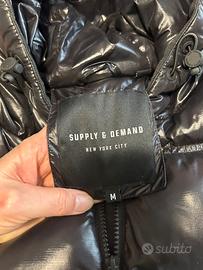 SUPPLY & DEMAND
NEW YORK CITY
M
subito